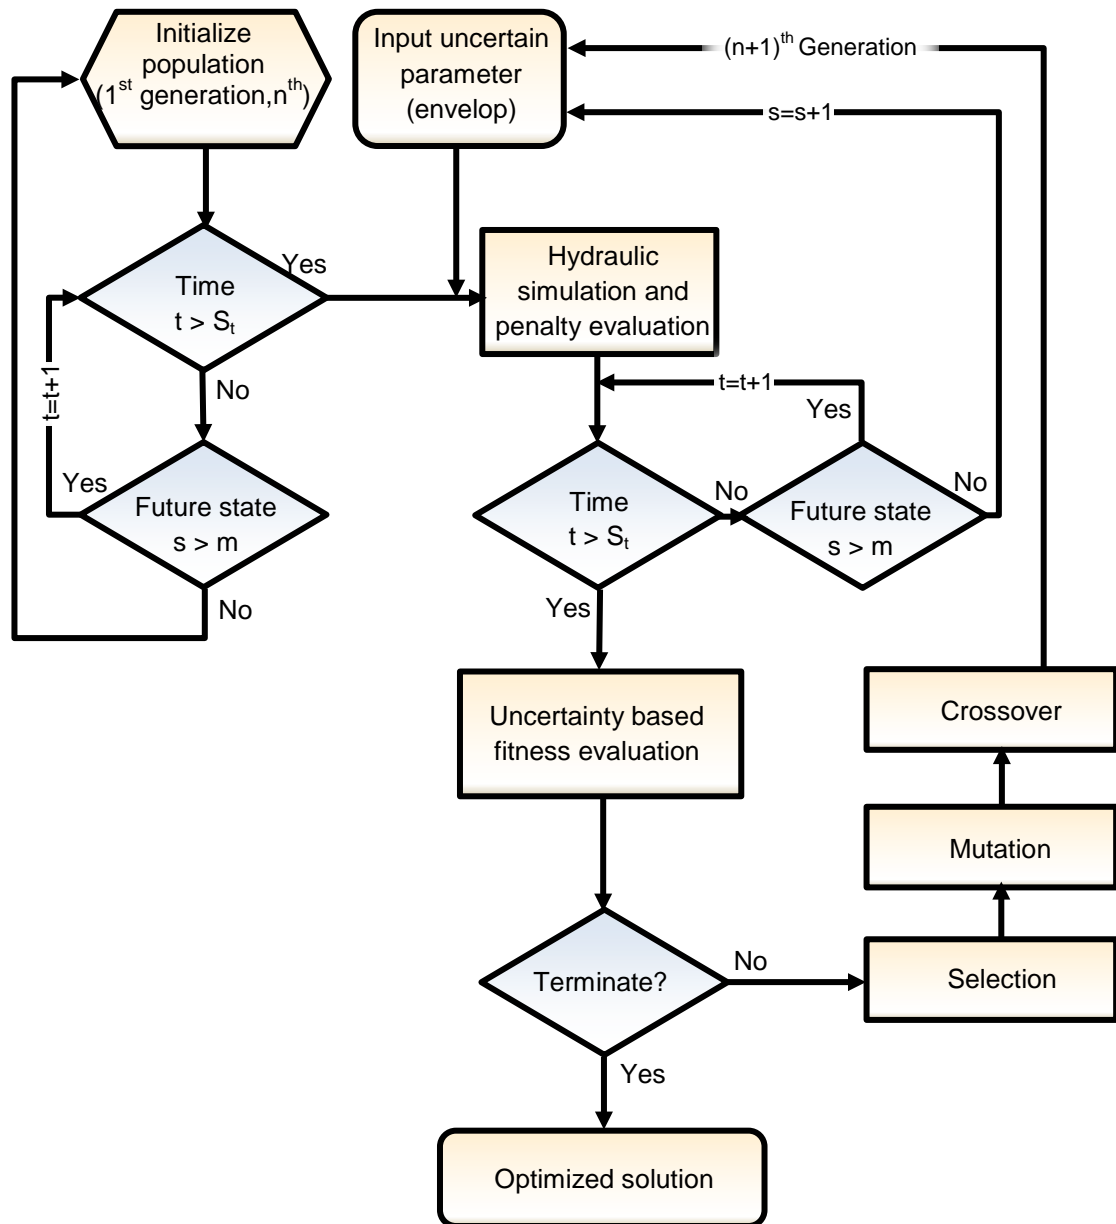 Initialize
population
(1st generation,nth)
Input uncertain
parameter
(envelop)
(n+1)th Generation
s=s+1
Yes
Time
t > St
Hydraulic
simulation and
penalty evaluation
No
t=t+1
t=t+1
Yes
Yes
Future state
s > m
No
Time
t > St
No
Future state
s > m
No
Yes
Uncertainty based
fitness evaluation
Crossover
Mutation
Terminate?
No
Selection
Yes
Optimized solution